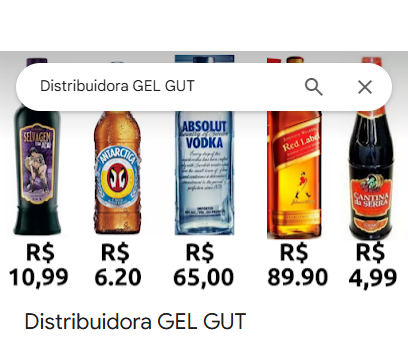 Distribuidora GEL GUT
SELVAGEM
ANTARCTICA
ABSOLUT
VODKA
Red Label
CANTINA
da SERRA
R$ R$ R$ R$ R$
10,99 6.20 65,00 89.90 4,99
Distribuidora GEL GUT